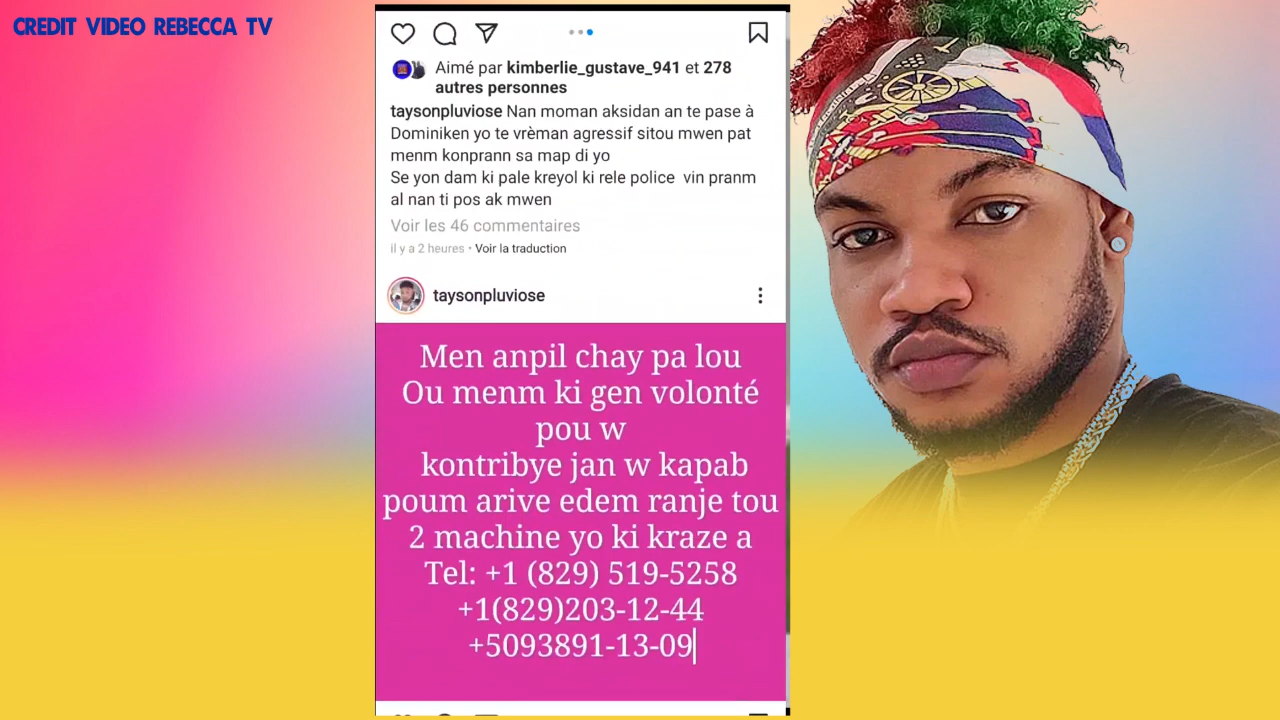 CREDIT VIDEO REBECCA TV
Aimé par kimberlie_gustave_941 et 278
autres personnes
taysonpluviose Nan moman aksidan an te pase à
Dominiken yo te vrèman agressif sitou mwen pat
menm konprann sa map di yo
Se yon dam ki pale kreyol ki rele police vin pranm
al nan ti pos ak mwen
Voir les 46 commentaires
il y a 2 heures • Voir la traduction
taysonpluviose
Men anpil chay pa lou
Ou menm ki gen volonté
pou w
kontribye jan w kapab
poum arive edem ranje tou
2 machine yo ki kraze a
Tel: +1 (829) 519-5258
+1(829)203-12-44
+5093891-13-09